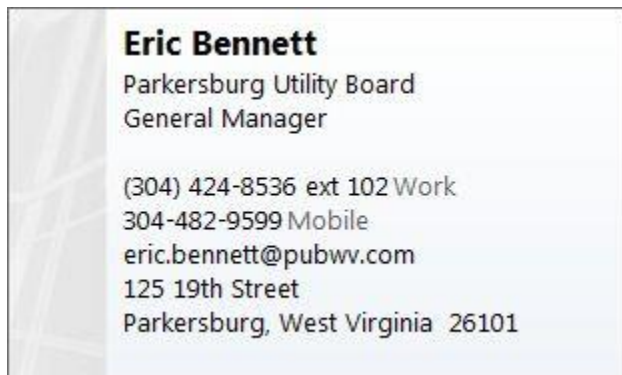 Eric Bennett
Parkersburg Utility Board
General Manager
(304) 424-8536 ext 102 Work
304-482-9599 Mobile
eric.bennett@pubwv.com
125 19th Street
Parkersburg, West Virginia  26101